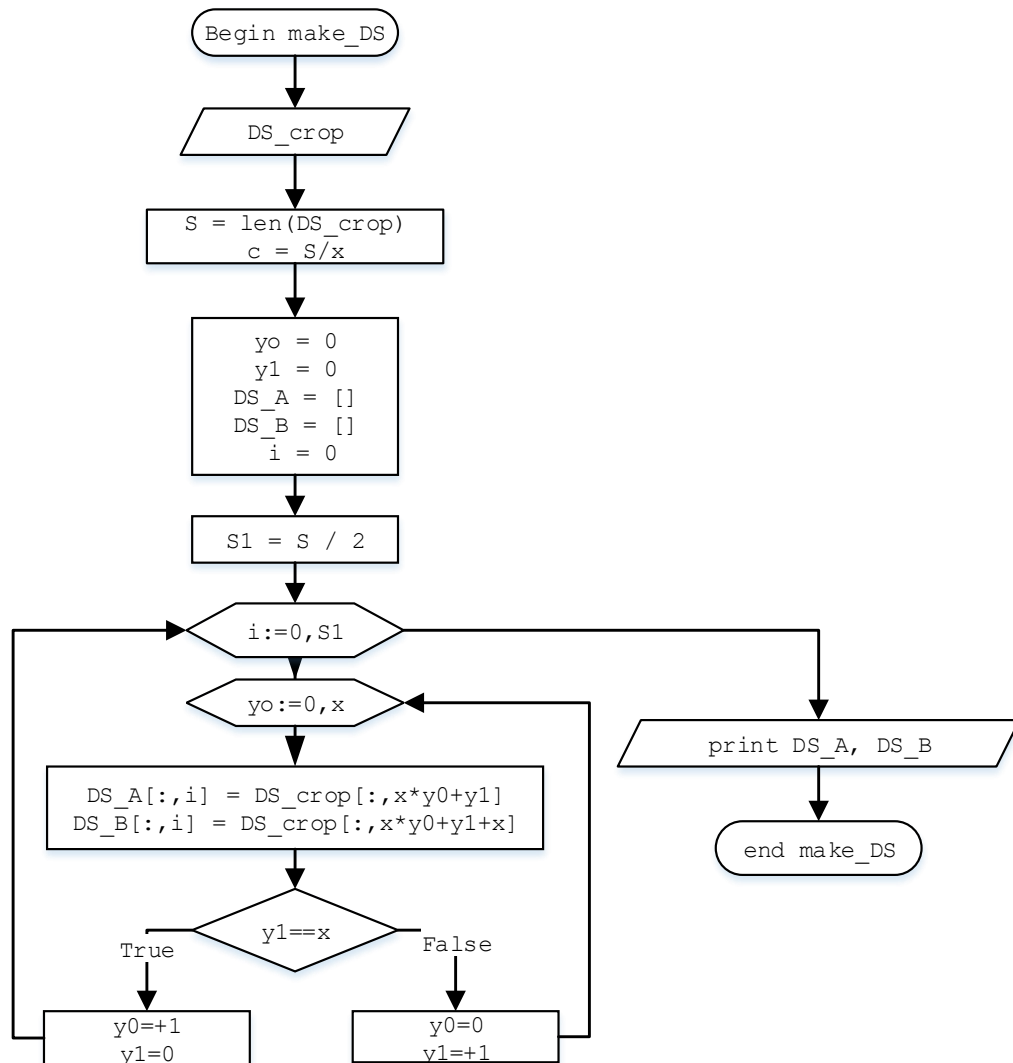 Begin make_DS
DS_crop
S = len(DS_crop)
c = S/x
yo = 0
y1 = 0
DS_A = []
DS_B = []
i = 0
S1 = S / 2
i:=0,S1
yo:=0,x
print DS_A, DS_B
DS_A[:,i] = DS_crop[:,x*y0+y1]
DS_B[:,i] = DS_crop[:,x*y0+y1+x]
end make_DS
y1==x
True
False
y0=+1
y1=0
y0=0
y1=+1